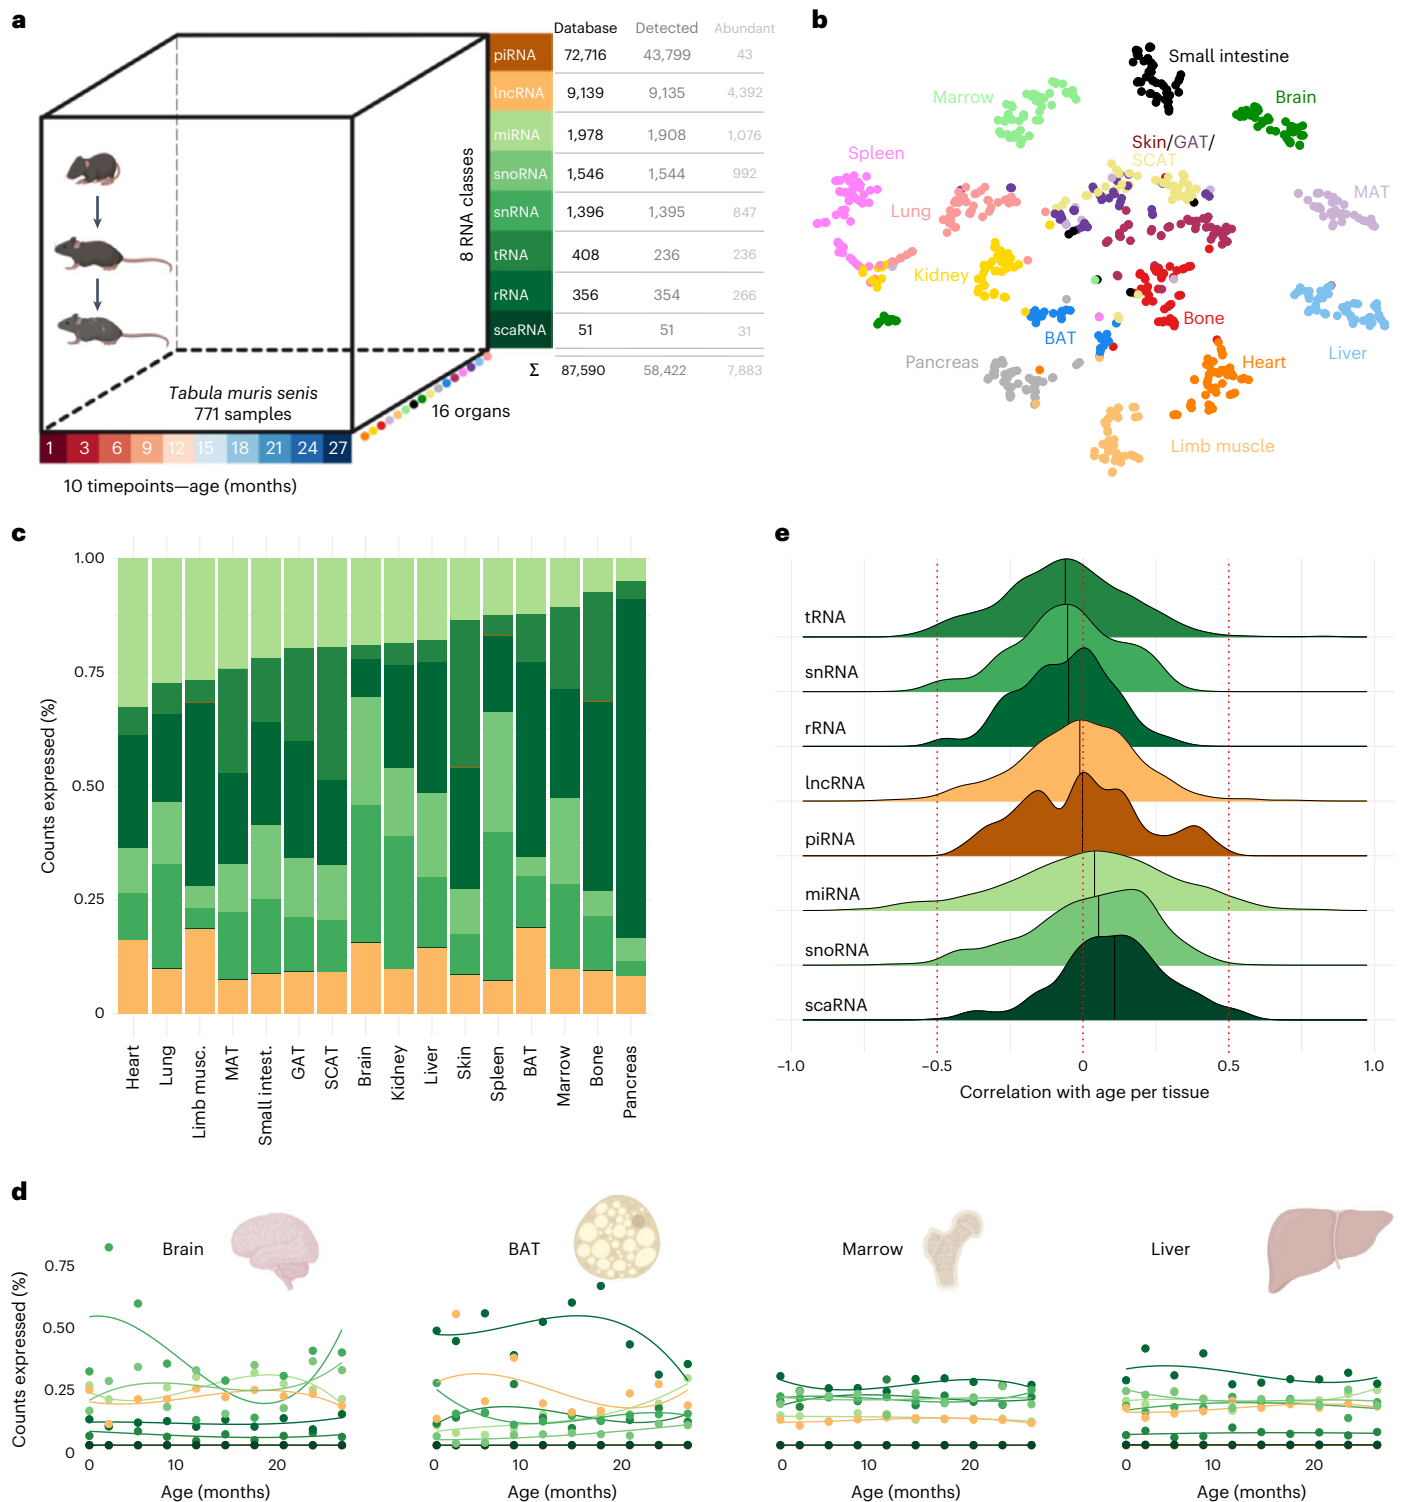 a
Database Detected Abundant
piRNA 72,716 43,799 43
lncRNA 9,139 9,135 4,392
miRNA 1,978 1,908 1,076
snoRNA 1,546 1,544 992
snRNA 1,396 1,395 847
tRNA 408 236 236
rRNA 356 354 266
scaRNA 51 51 31
Σ 87,590 58,422 7,883
8 RNA classes
Tabula muris senis
771 samples
16 organs
1 3 6 9 12 15 18 21 24 27
10 timepoints—age (months)
b
Small intestine
Marrow
Brain
Skin/GAT/
SCAT
Spleen
MAT
Lung
Kidney
Bone
BAT
Liver
Pancreas
Heart
Limb muscle
c
Counts expressed (%)
1.00
0.75
0.50
0.25
0
Heart
Lung
Limb musc.
MAT
Small intest.
GAT
SCAT
Brain
Kidney
Liver
Skin
Spleen
BAT
Marrow
Bone
Pancreas
e
tRNA
snRNA
rRNA
lncRNA
piRNA
miRNA
snoRNA
scaRNA
−1.0 −0.5 0 0.5 1.0
Correlation with age per tissue
d
Brain
BAT
Marrow
Liver
Counts expressed (%)
0.75
0.50
0.25
0
0 10 20
0 10 20
0 10 20
0 10 20
Age (months)
Age (months)
Age (months)
Age (months)